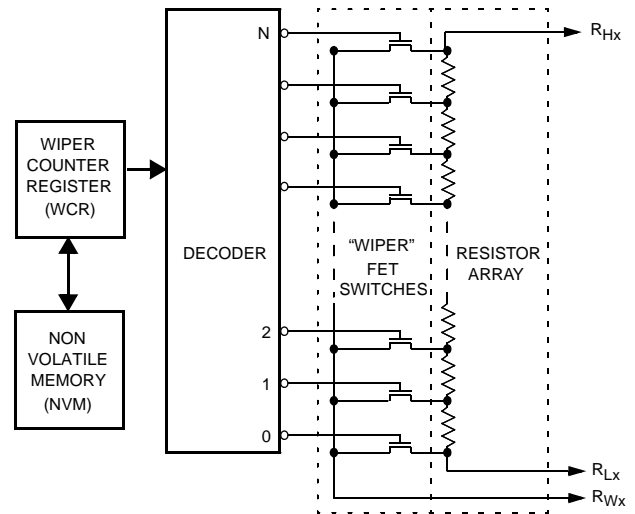 N
R_Hx
WIPER
COUNTER
REGISTER
(WCR)
DECODER
“WIPER”
FET
SWITCHES
RESISTOR
ARRAY
NON
VOLATILE
MEMORY
(NVM)
2
1
0
R_Lx
R_Wx